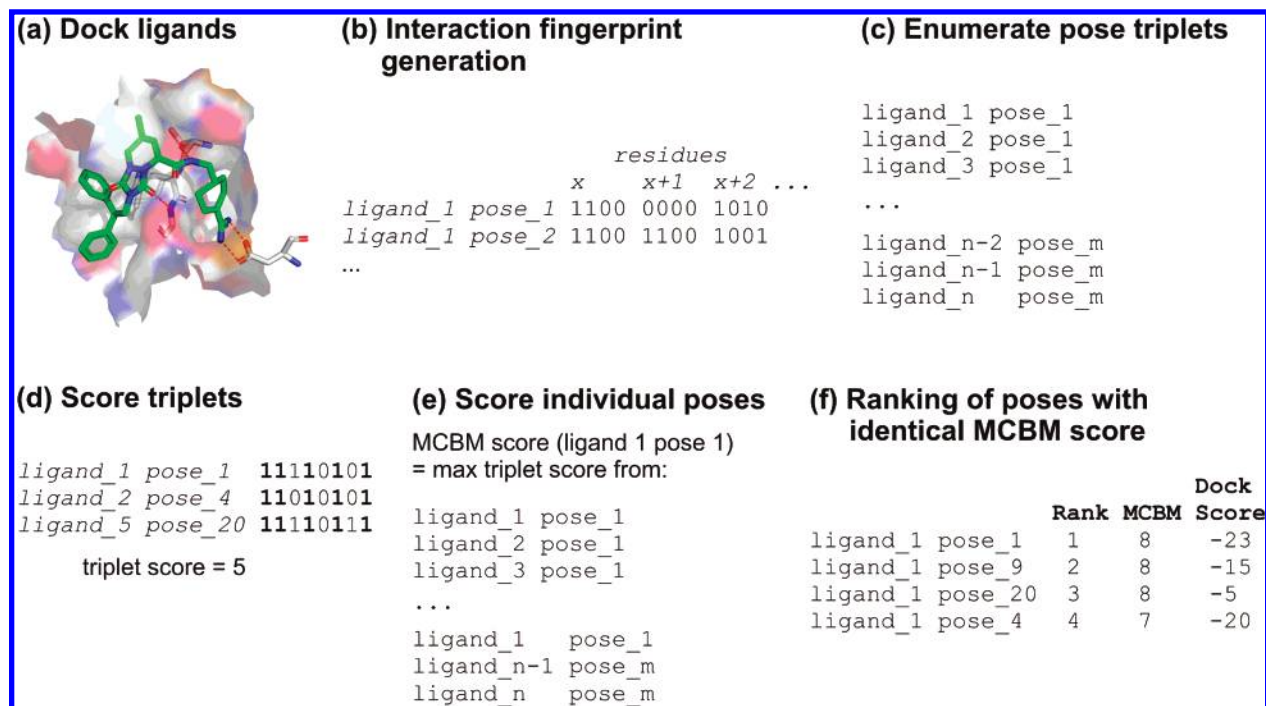 (a) Dock ligands
(b) Interaction fingerprint
generation
residues
x x+1 x+2 ...
ligand_1 pose_1 1100 0000 1010
ligand_1 pose_2 1100 1100 1001
...
(c) Enumerate pose triplets
ligand_1 pose_1
ligand_2 pose_1
ligand_3 pose_1
...
ligand_n-2 pose_m
ligand_n-1 pose_m
ligand_n pose_m
(d) Score triplets
ligand_1 pose_1 11110101
ligand_2 pose_4 11010101
ligand_5 pose_20 11110111
triplet score = 5
(e) Score individual poses
MCBM score (ligand 1 pose 1)
= max triplet score from:
ligand_1 pose_1
ligand_2 pose_1
ligand_3 pose_1
...
ligand_1 pose_1
ligand_n-1 pose_m
ligand_n pose_m
(f) Ranking of poses with
identical MCBM score
Dock
Rank MCBM Score
ligand_1 pose_1 1 8 -23
ligand_1 pose_9 2 8 -15
ligand_1 pose_20 3 8 -5
ligand_1 pose_4 4 7 -20